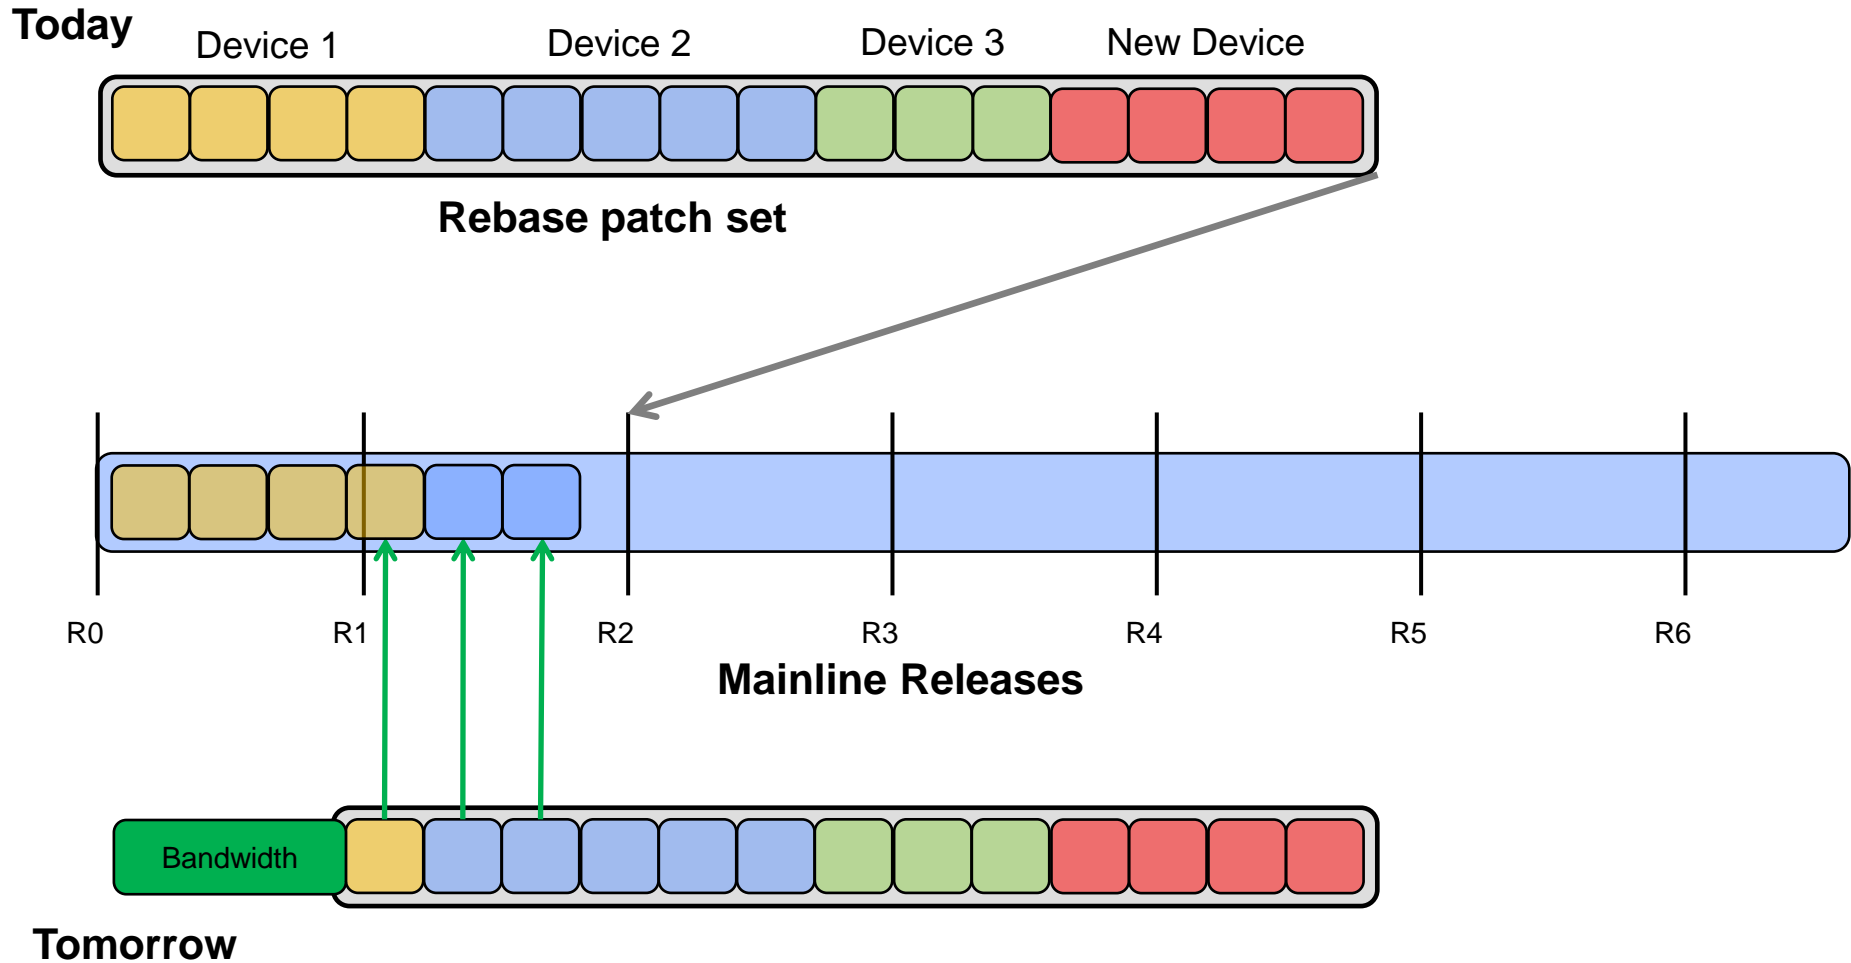 Today
Device 1
Device 2
Device 3
New Device
Rebase patch set
R0
R1
R2
R3
R4
R5
R6
Mainline Releases
Bandwidth
Tomorrow